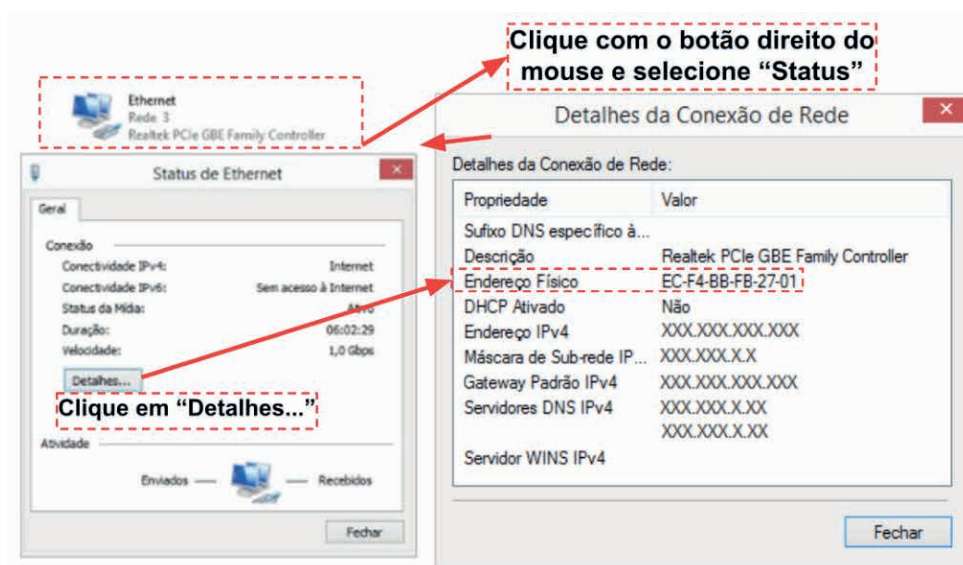 Clique com o botão direito do
mouse e selecione “Status”
Ethernet
Rede 3
Realtek PCIe GBE Family Controller
Status de Ethernet
Geral
Conexão
Conectividade IPv4: Internet
Conectividade IPv6: Sem acesso à Internet
Status da Mídia: Ativo
Duração: 06:02:29
Velocidade: 1,0 Gbps
Detalhes...
Clique em “Detalhes...”
Atividade
Enviados Recebidos
Fechar
Detalhes da Conexão de Rede
Detalhes da Conexão de Rede:
Propriedade Valor
Sufixo DNS específico à...
Descrição Realtek PCIe GBE Family Controller
Endereço Físico EC-F4-BB-FB-27-01
DHCP Ativado Não
Endereço IPv4 XXX.XXX.XXX.XXX
Máscara de Sub-rede IP... XXX.XXX.X.X
Gateway Padrão IPv4 XXX.XXX.XXX.XXX
Servidores DNS IPv4 XXX.XXX.X.XX
XXX.XXX.X.XX
Servidor WINS IPv4
Fechar